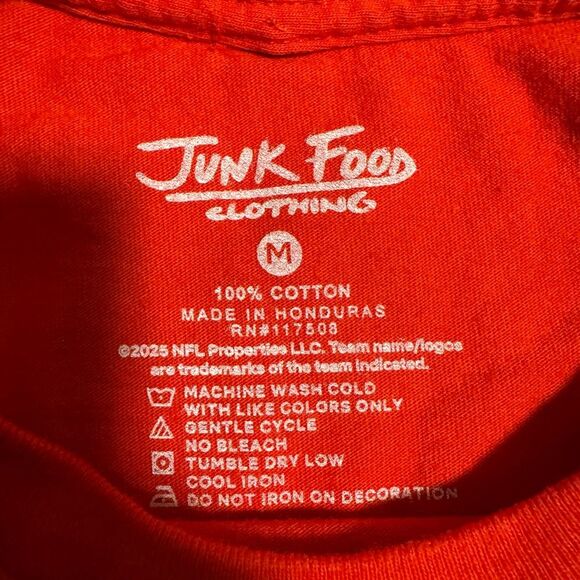 JUNK FOOD
CLOTHING
M
100% COTTON
MADE IN HONDURAS
RN#117508
©2025 NFL Properties LLC. Team name/logos
are trademarks of the team indicated.
MACHINE WASH COLD
WITH LIKE COLORS ONLY
GENTLE CYCLE
NO BLEACH
TUMBLE DRY LOW
COOL IRON
DO NOT IRON ON DECORATION